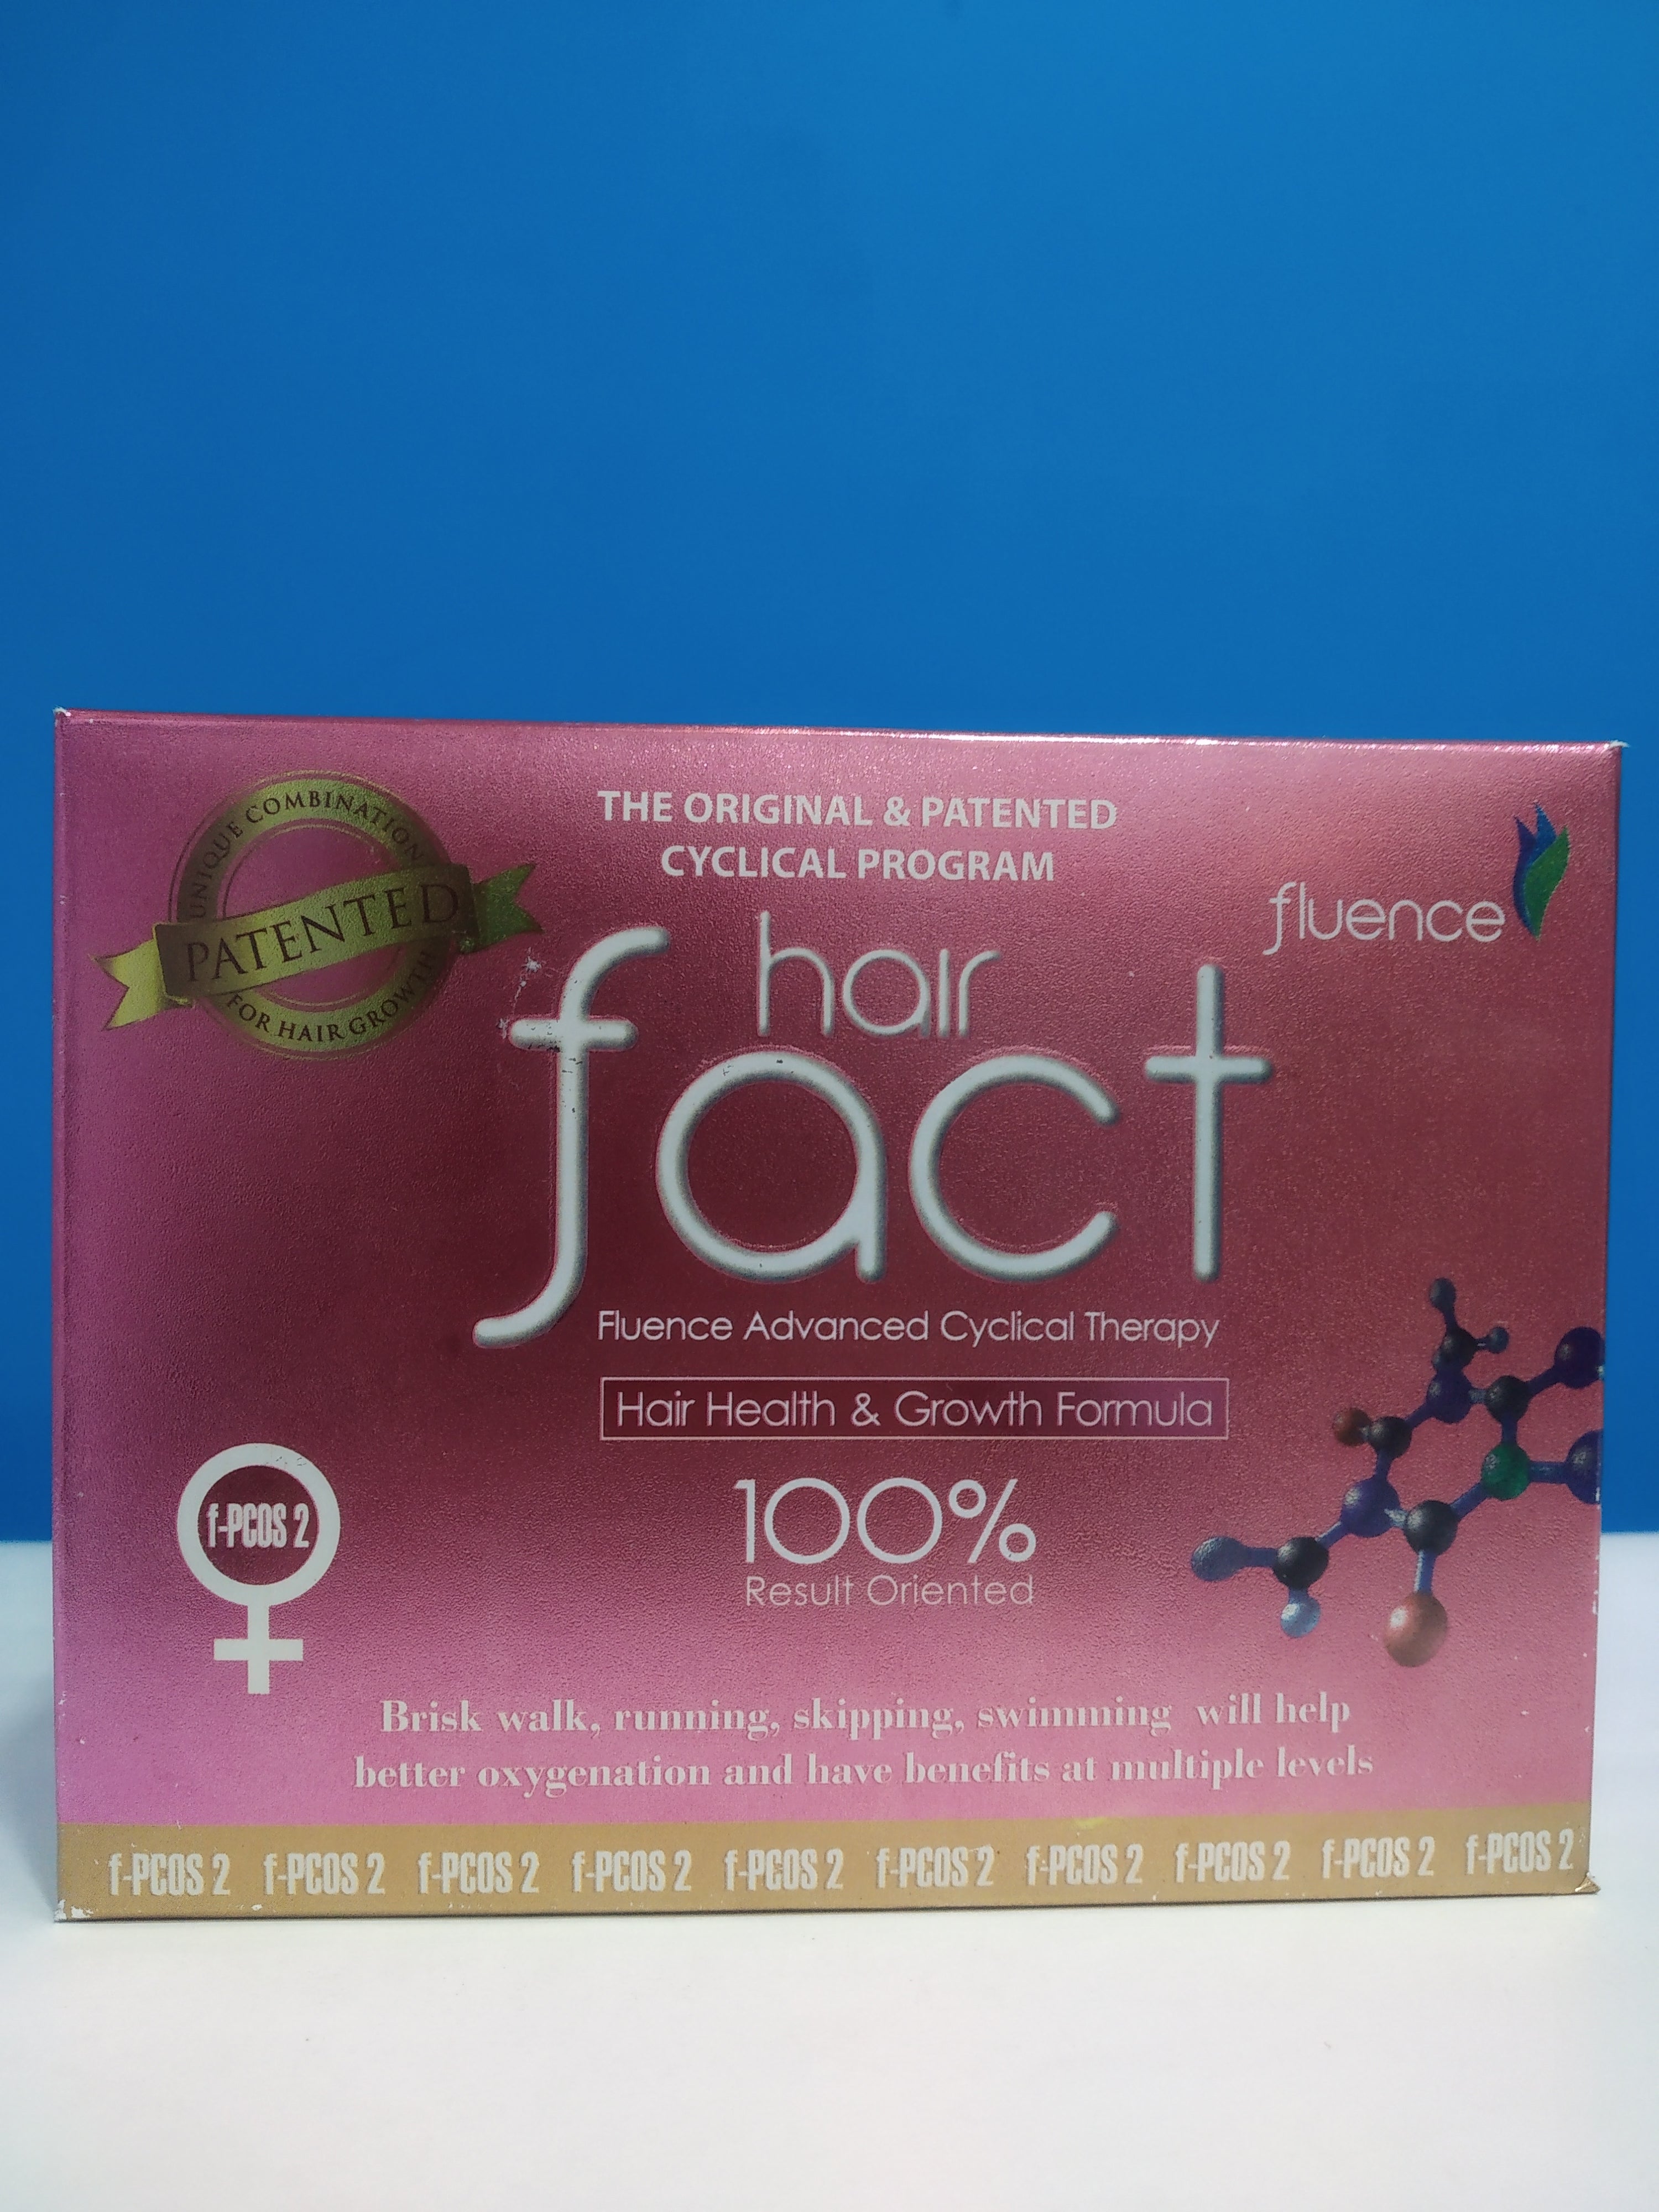 UNIQUE COMBINATION
PATENTED
FOR HAIR GROWTH
THE ORIGINAL & PATENTED
CYCLICAL PROGRAM
fluence
hair
fact
Fluence Advanced Cyclical Therapy
Hair Health & Growth Formula
f-PCOS 2
100%
Result Oriented
Brisk walk, running, skipping, swimming will help
better oxygenation and have benefits at multiple levels
f-PCOS 2 f-PCOS 2 f-PCOS 2 f-PCOS 2 f-PCOS 2 f-PCOS 2 f-PCOS 2 f-PCOS 2 f-PCOS 2 f-PCOS 2